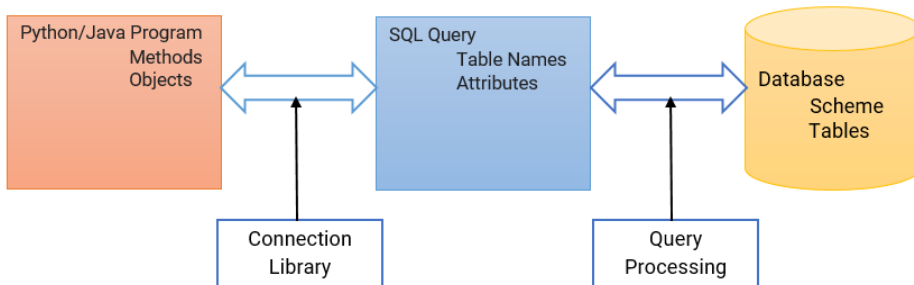 Python/Java Program
Methods
Objects
SQL Query
Table Names
Attributes
Database
Scheme
Tables
Connection
Library
Query
Processing